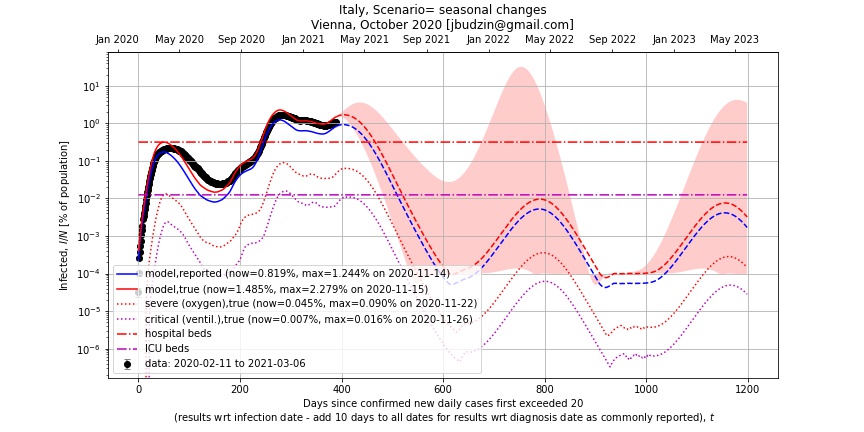 Italy, Scenario= seasonal changes
Vienna, October 2020 [jbudzin@gmail.com]
Jan 2020 May 2020 Sep 2020 Jan 2021 May 2021 Sep 2021 Jan 2022 May 2022 Sep 2022 Jan 2023 May 2023
Infected, I/N [% of population]
10¹
10⁰
10⁻¹
10⁻²
10⁻³
10⁻⁴
10⁻⁵
10⁻⁶
model,reported (now=0.819%, max=1.244% on 2020-11-14)
model,true (now=1.485%, max=2.279% on 2020-11-15)
severe (oxygen),true (now=0.045%, max=0.090% on 2020-11-22)
critical (ventil.),true (now=0.007%, max=0.016% on 2020-11-26)
hospital beds
ICU beds
data: 2020-02-11 to 2021-03-06
0 200 400 600 800 1000 1200
Days since confirmed new daily cases first exceeded 20
(results wrt infection date - add 10 days to all dates for results wrt diagnosis date as commonly reported), t